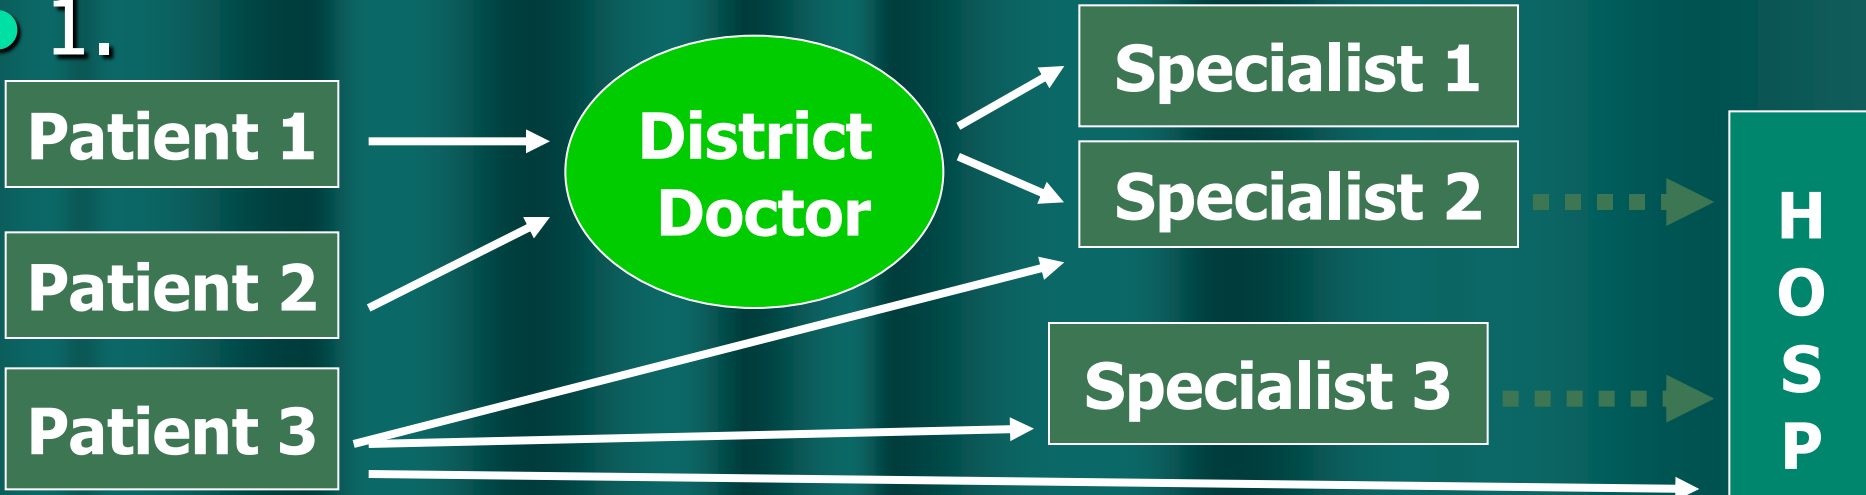 1.
Patient 1
Patient 2
Patient 3
District
Doctor
Specialist 1
Specialist 2
Specialist 3
H
O
S
P